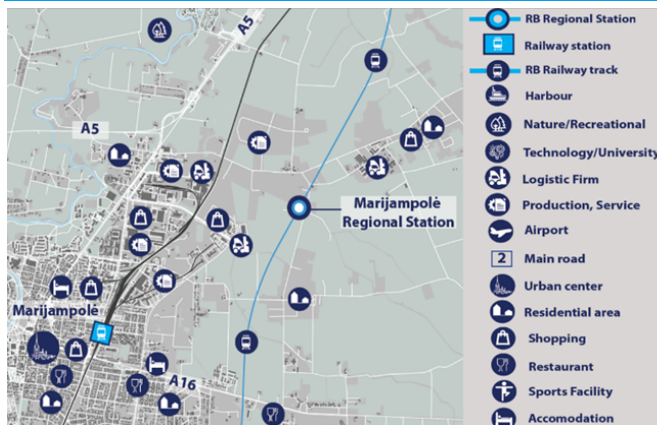 A5
A5
Marijampolė
Regional Station
Marijampolė
A16
RB Regional Station
Railway station
RB Railway track
Harbour
Nature/Recreational
Technology/University
Logistic Firm
Production, Service
Airport
2 Main road
Urban center
Residential area
Shopping
Restaurant
Sports Facility
Accomodation